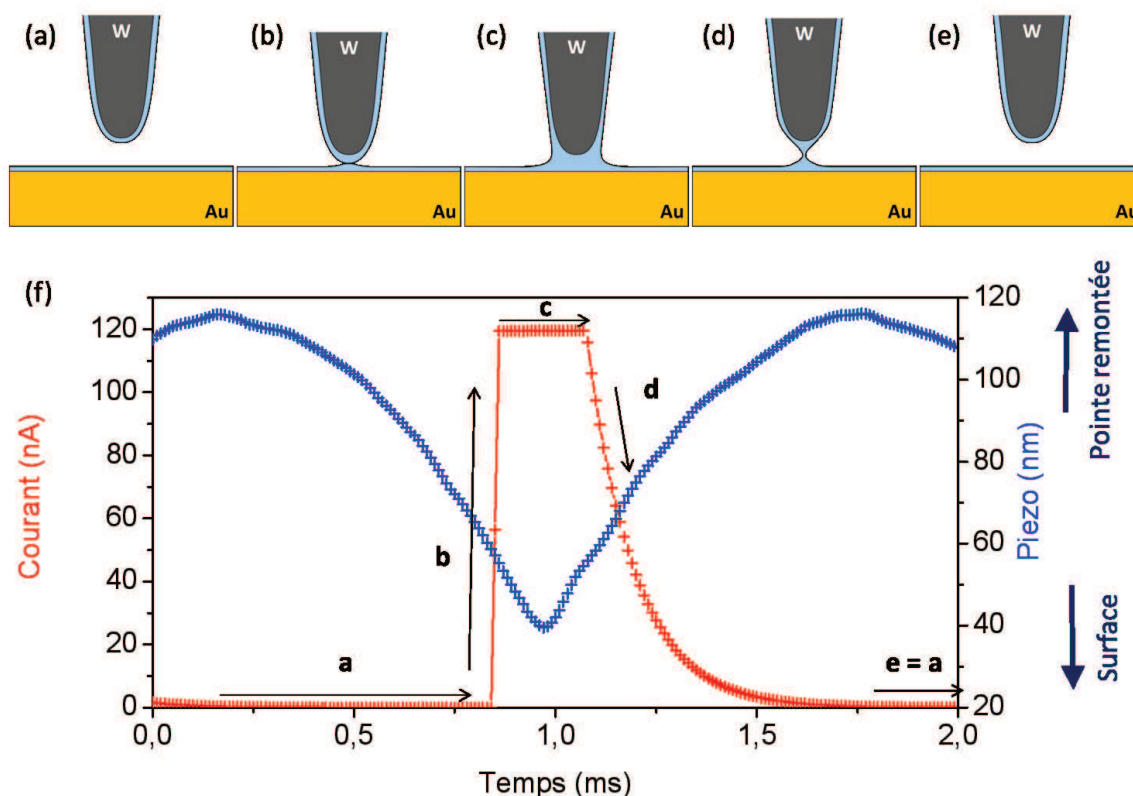 (a) (b) (c) (d) (e)
W W W W W
Au Au Au Au Au
(f)
120
100
80
60
40
20
0
Courant (nA)
0,0 0,5 1,0 1,5 2,0
Temps (ms)
120
100
80
60
40
20
Piezo (nm)
a
b
c
d
e = a
Pointe remontée
Surface